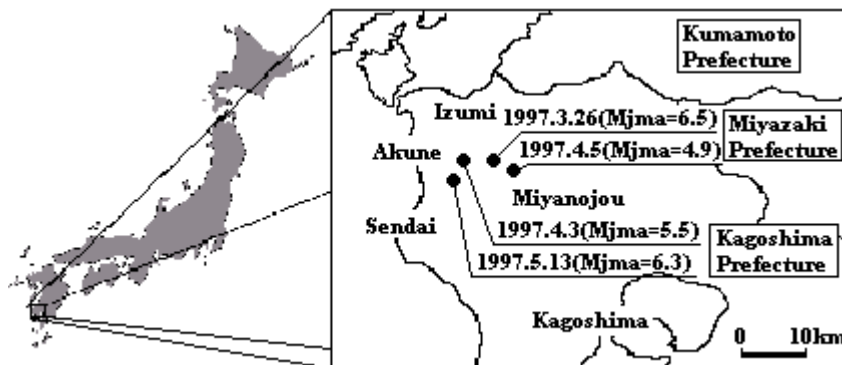 Kumamoto
Prefecture
Izumi
1997.3.26(Mjma=6.5)
Miyazaki
Prefecture
Akune
1997.4.5(Mjma=4.9)
Miyanojou
Sendai
1997.4.3(Mjma=5.5)
Kagoshima
Prefecture
1997.5.13(Mjma=6.3)
Kagoshima
0 10km